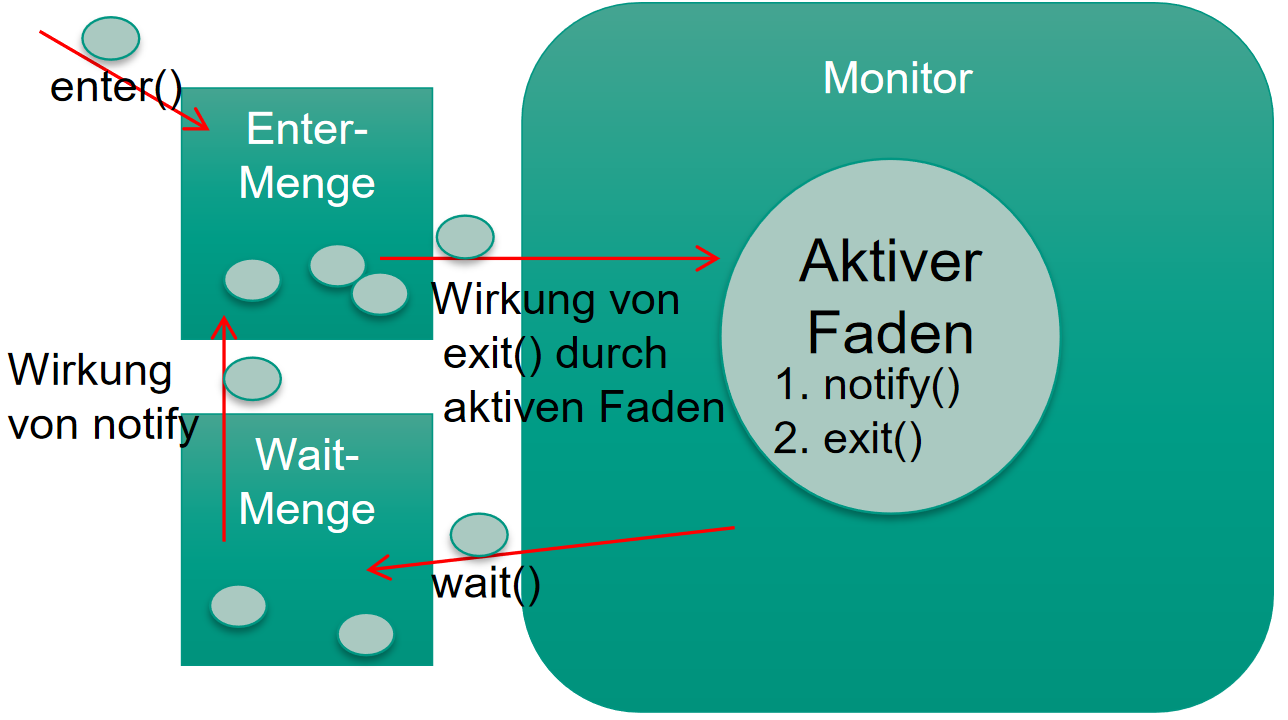 enter()
Enter-
Menge
Monitor
Wirkung von
exit() durch
aktiven Faden
Aktiver
Faden
1. notify()
2. exit()
Wirkung
von notify
Wait-
Menge
wait()